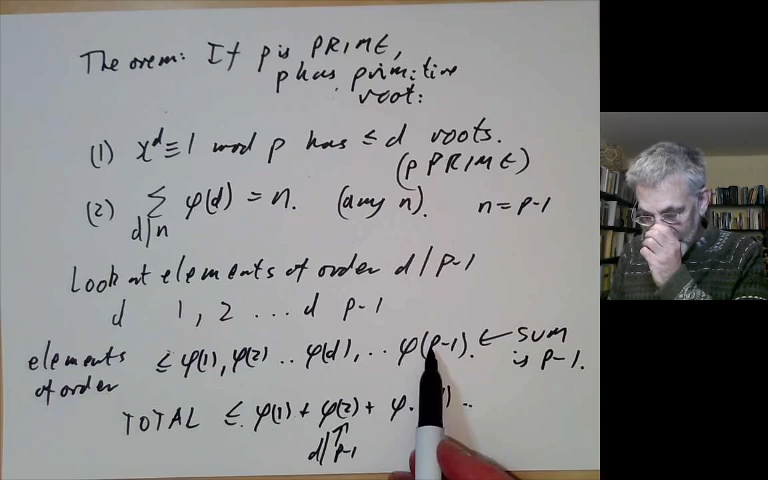 Theorem: If p is PRIME,
p has primitive
root:
(1) x^d ≡ 1 mod p has ≤ d roots.
(p PRIME)
(2) ∑ φ(d) = n. (any n). n = p-1
d|n
Look at elements of order d | p-1
d 1, 2 ... d p-1
elements of order ≤ φ(1), φ(2) .. φ(d), .. φ(p-1). ← SUM is p-1.
TOTAL ≤ φ(1) + φ(2) + φ
d | p-1